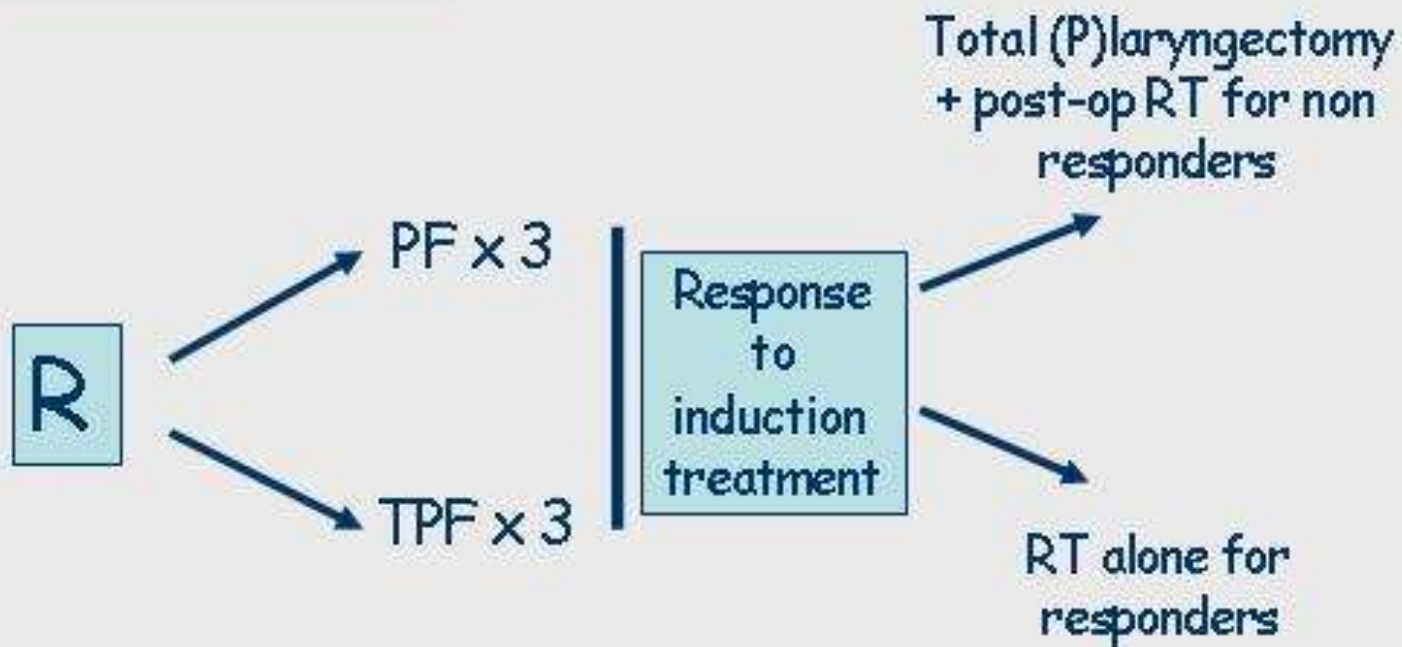 R
PF x 3
TPF x 3
Response
to
induction
treatment
Total (P)laryngectomy
+ post-op RT for non
responders
RT alone for
responders